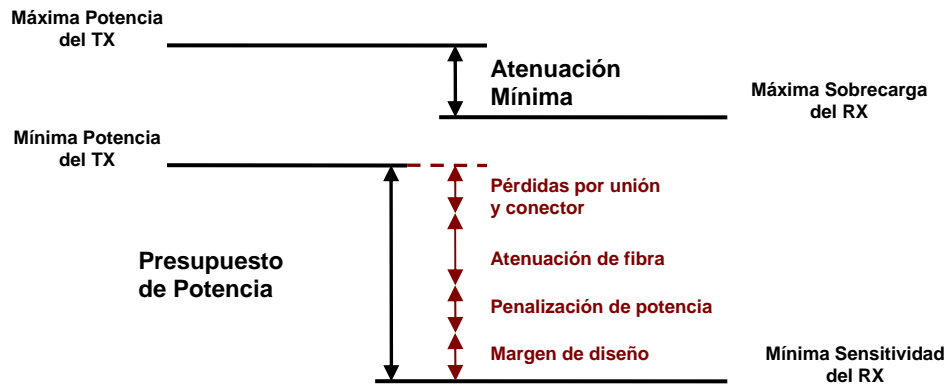 Máxima Potencia
del TX
Atenuación
Mínima
Máxima Sobrecarga
del RX
Mínima Potencia
del TX
Pérdidas por unión
y conector
Presupuesto
de Potencia
Atenuación de fibra
Penalización de potencia
Margen de diseño
Mínima Sensitividad
del RX